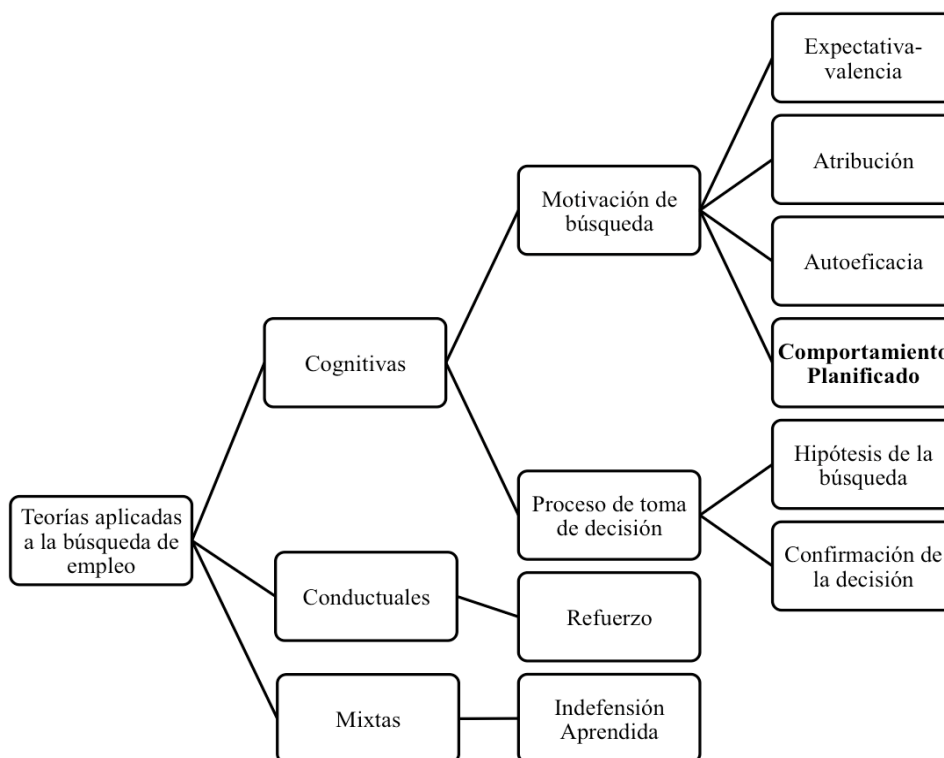 Expectativa-
valencia
Atribución
Motivación de
búsqueda
Autoeficacia
Comportamiento
Planificado
Cognitivas
Hipótesis de la
búsqueda
Proceso de toma
de decisión
Confirmación de
la decisión
Teorías aplicadas
a la búsqueda de
empleo
Conductuales
Refuerzo
Mixtas
Indefensión
Aprendida